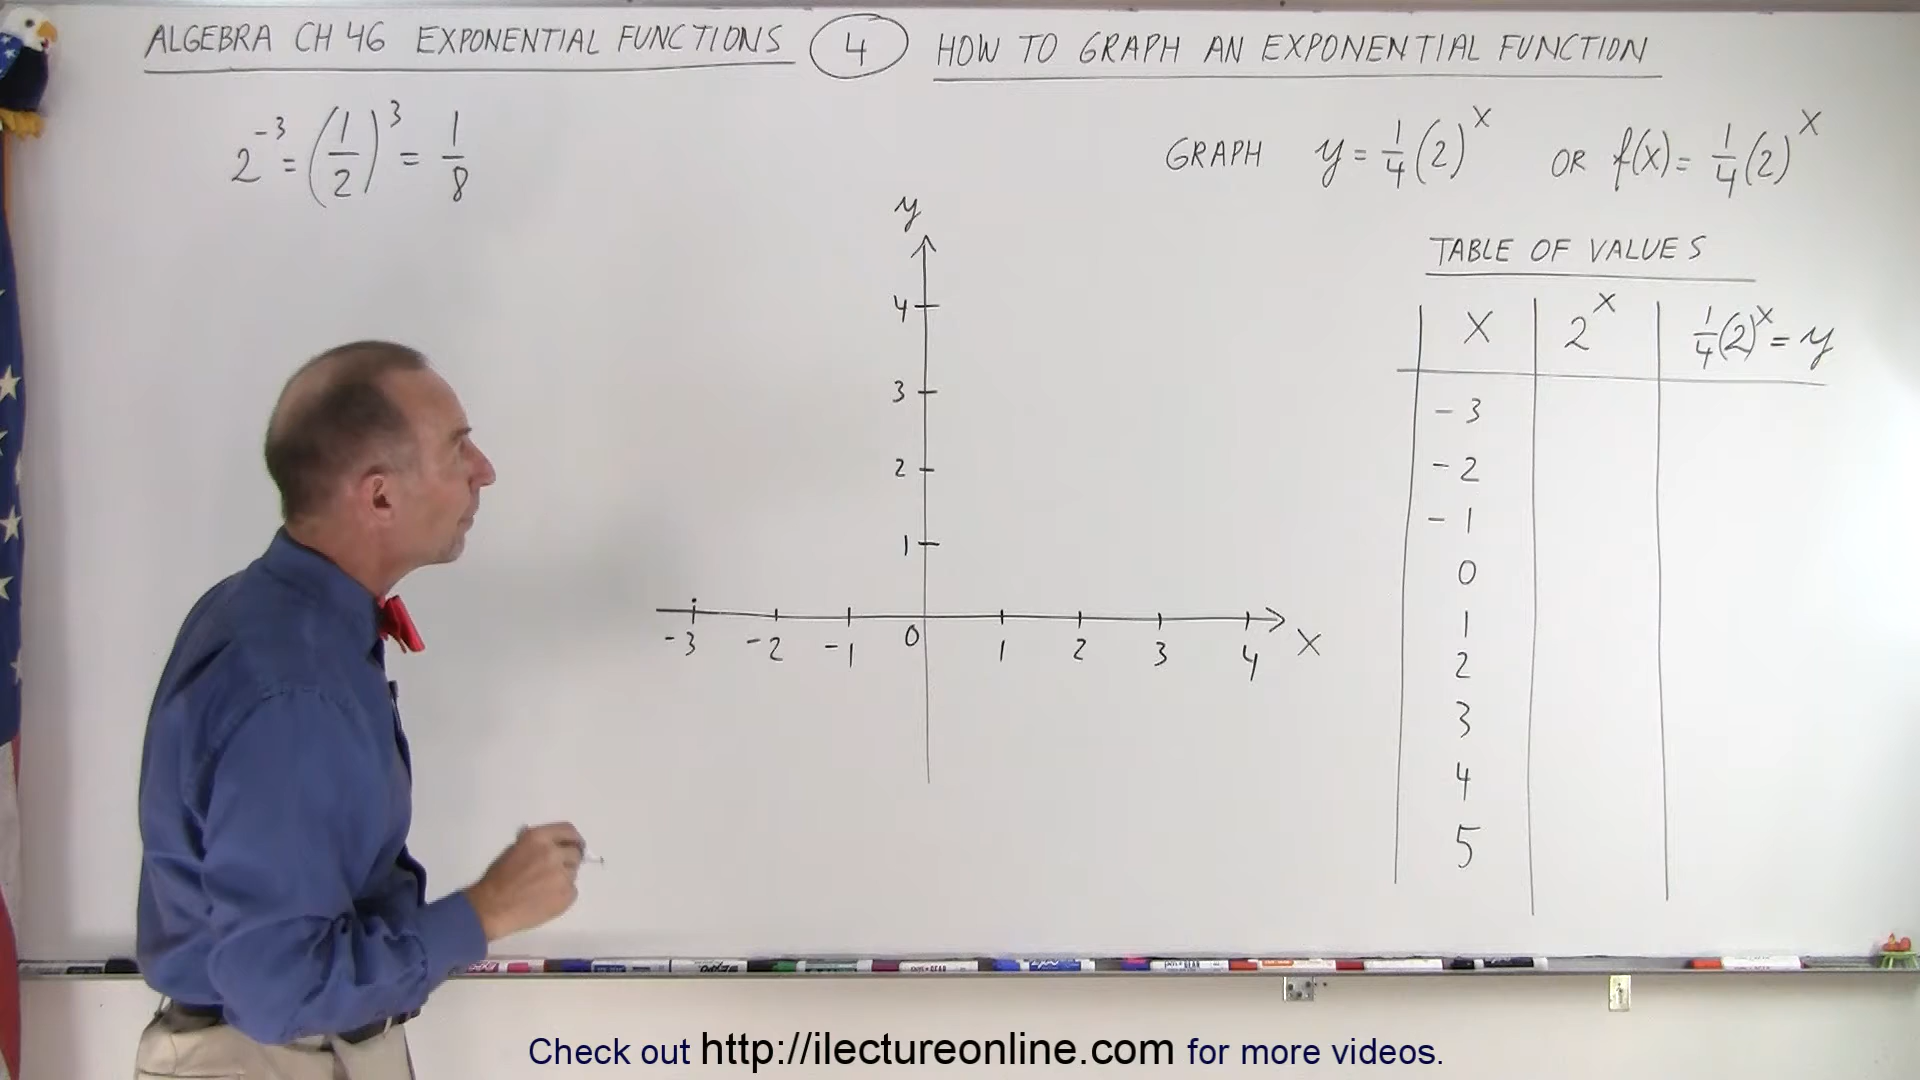 ALGEBRA CH 46 EXPONENTIAL FUNCTIONS 4 HOW TO GRAPH AN EXPONENTIAL FUNCTION
2^-3 = (1/2)^3 = 1/8
GRAPH y = 1/4 (2)^x OR f(x) = 1/4 (2)^x
y
4
3
2
1
-3 -2 -1 0 1 2 3 4 X
TABLE OF VALUES
X 2^x 1/4 (2)^x = y
-3
-2
-1
0
1
2
3
4
5
EXPO
Check out http://ilectureonline.com for more videos.